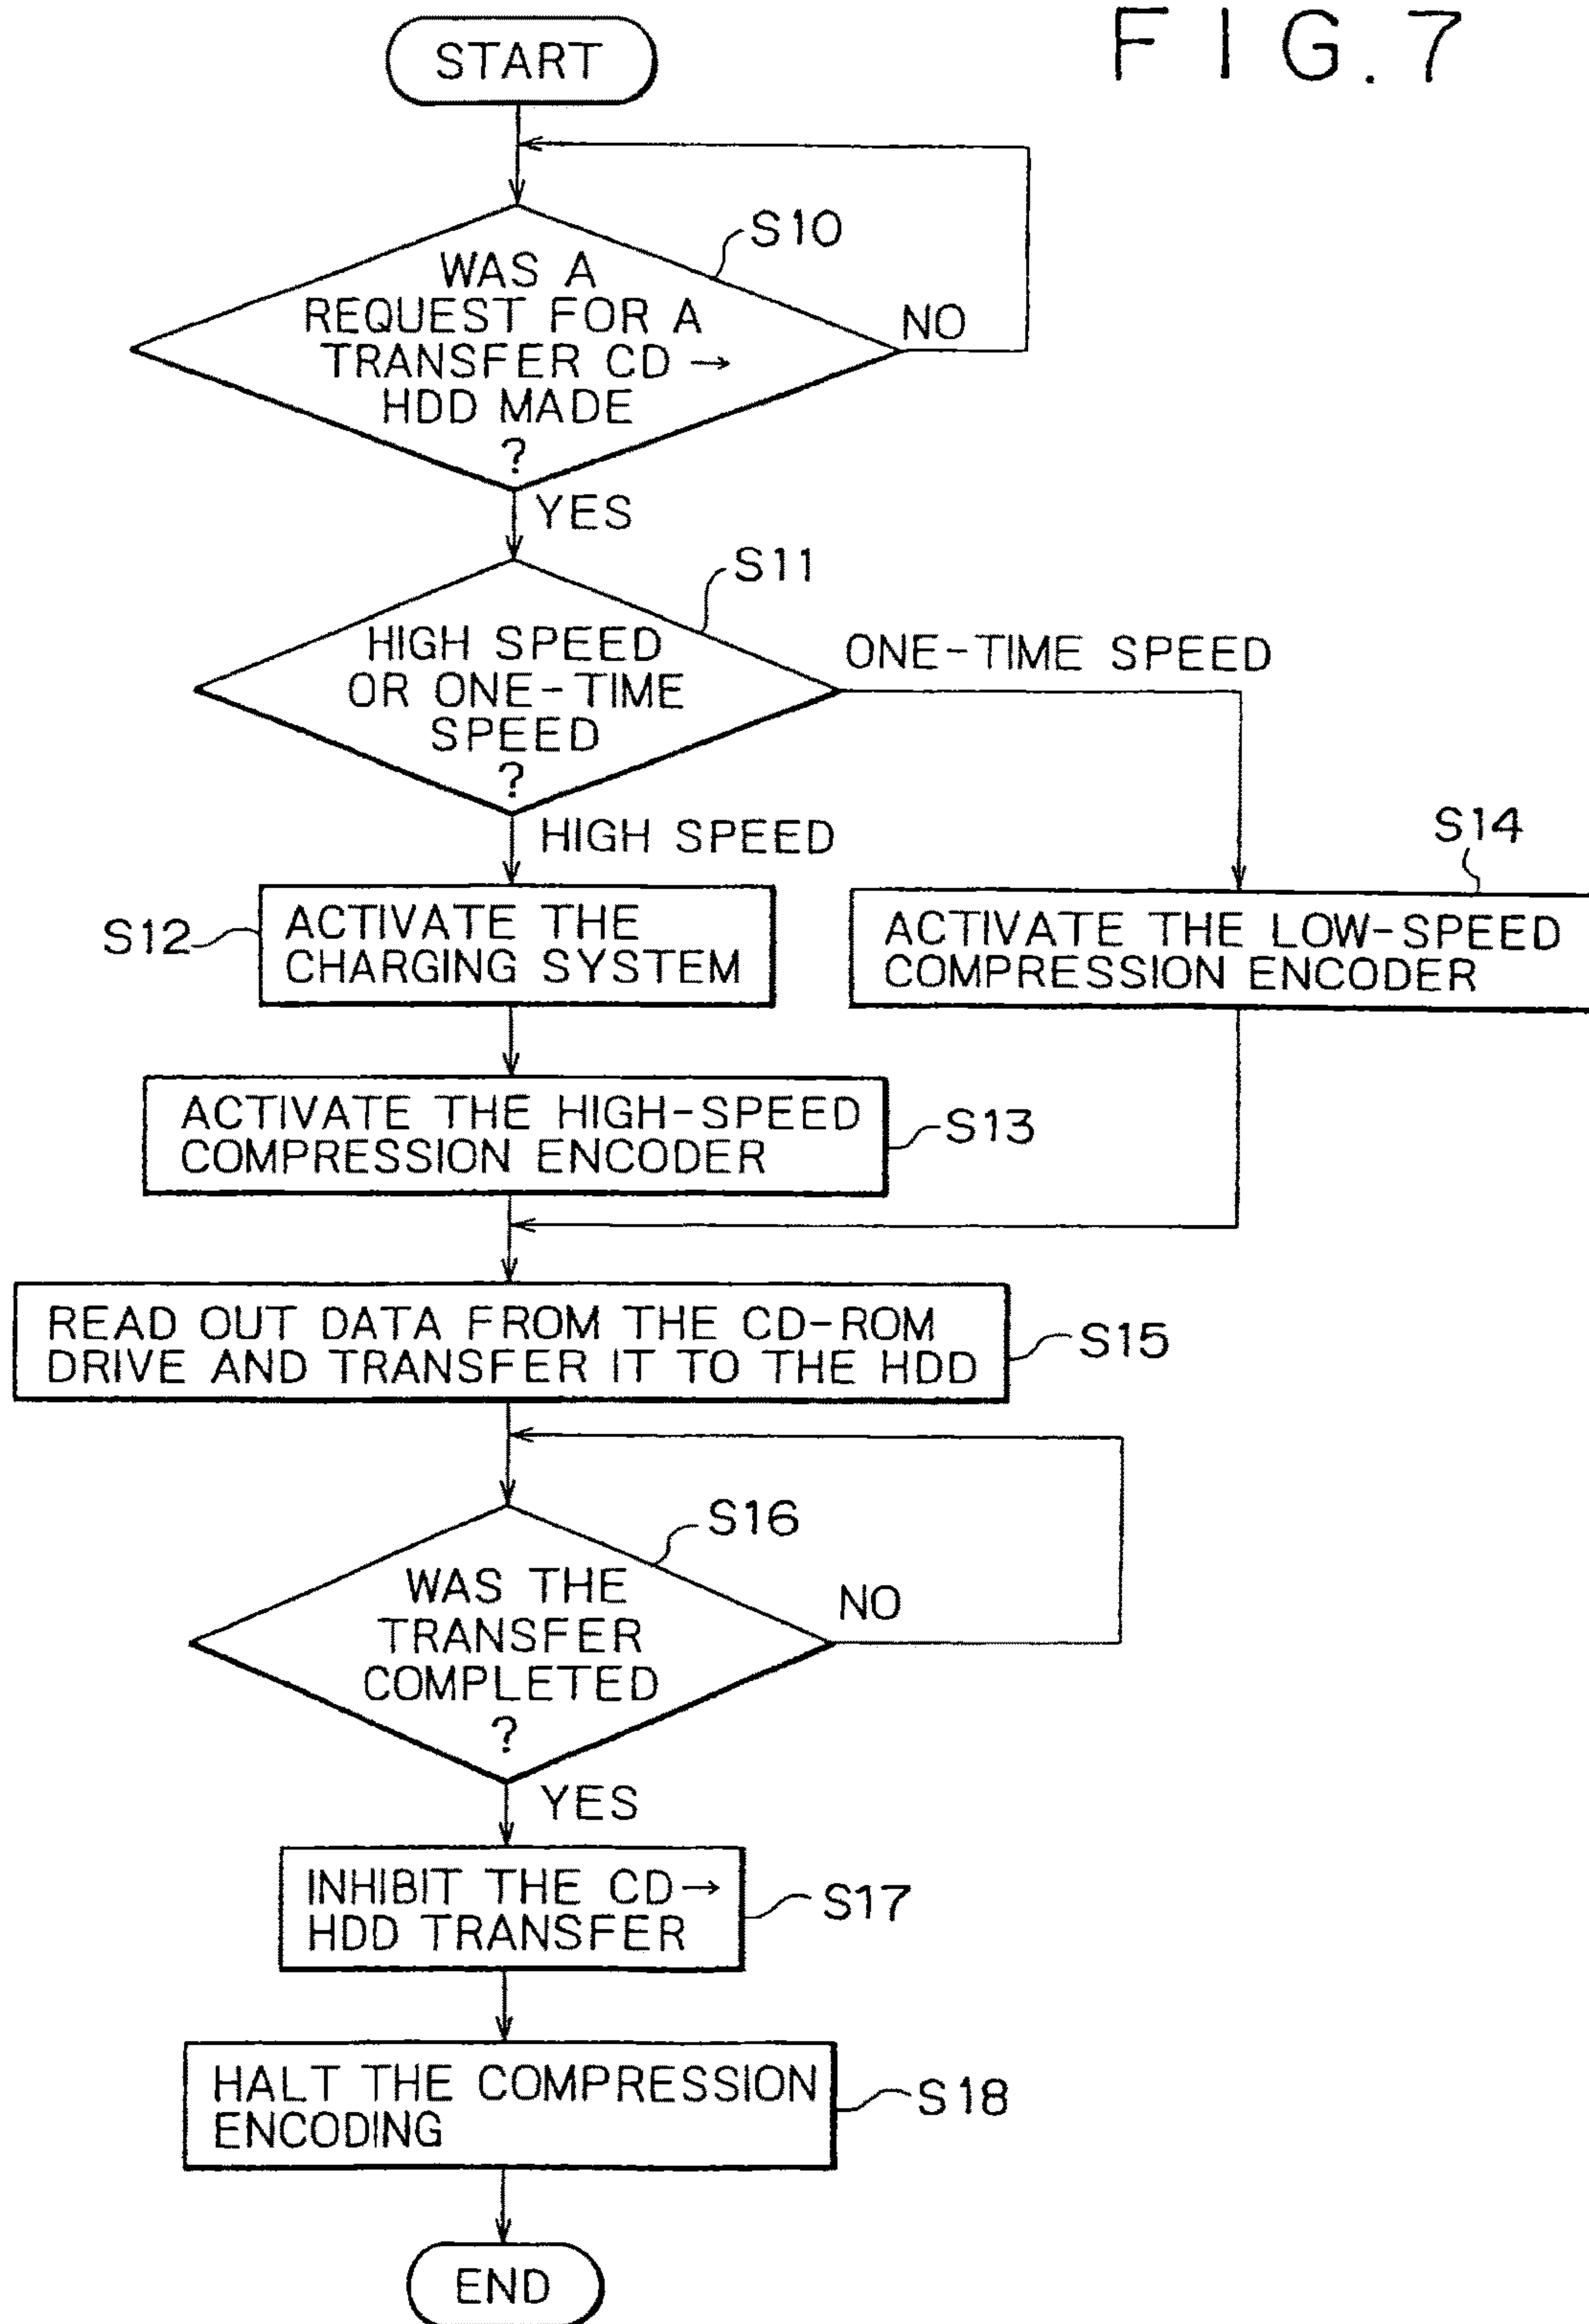 FIG. 7
START
S10
WAS A
REQUEST FOR A
TRANSFER CD →
HDD MADE
?
NO
YES
S11
HIGH SPEED
OR ONE-TIME
SPEED
?
ONE-TIME SPEED
HIGH SPEED
S12
ACTIVATE THE
CHARGING SYSTEM
S14
ACTIVATE THE LOW-SPEED
COMPRESSION ENCODER
ACTIVATE THE HIGH-SPEED
COMPRESSION ENCODER
S13
READ OUT DATA FROM THE CD-ROM
DRIVE AND TRANSFER IT TO THE HDD
S15
S16
WAS THE
TRANSFER
COMPLETED
?
NO
YES
INHIBIT THE CD →
HDD TRANSFER
S17
HALT THE COMPRESSION
ENCODING
S18
END